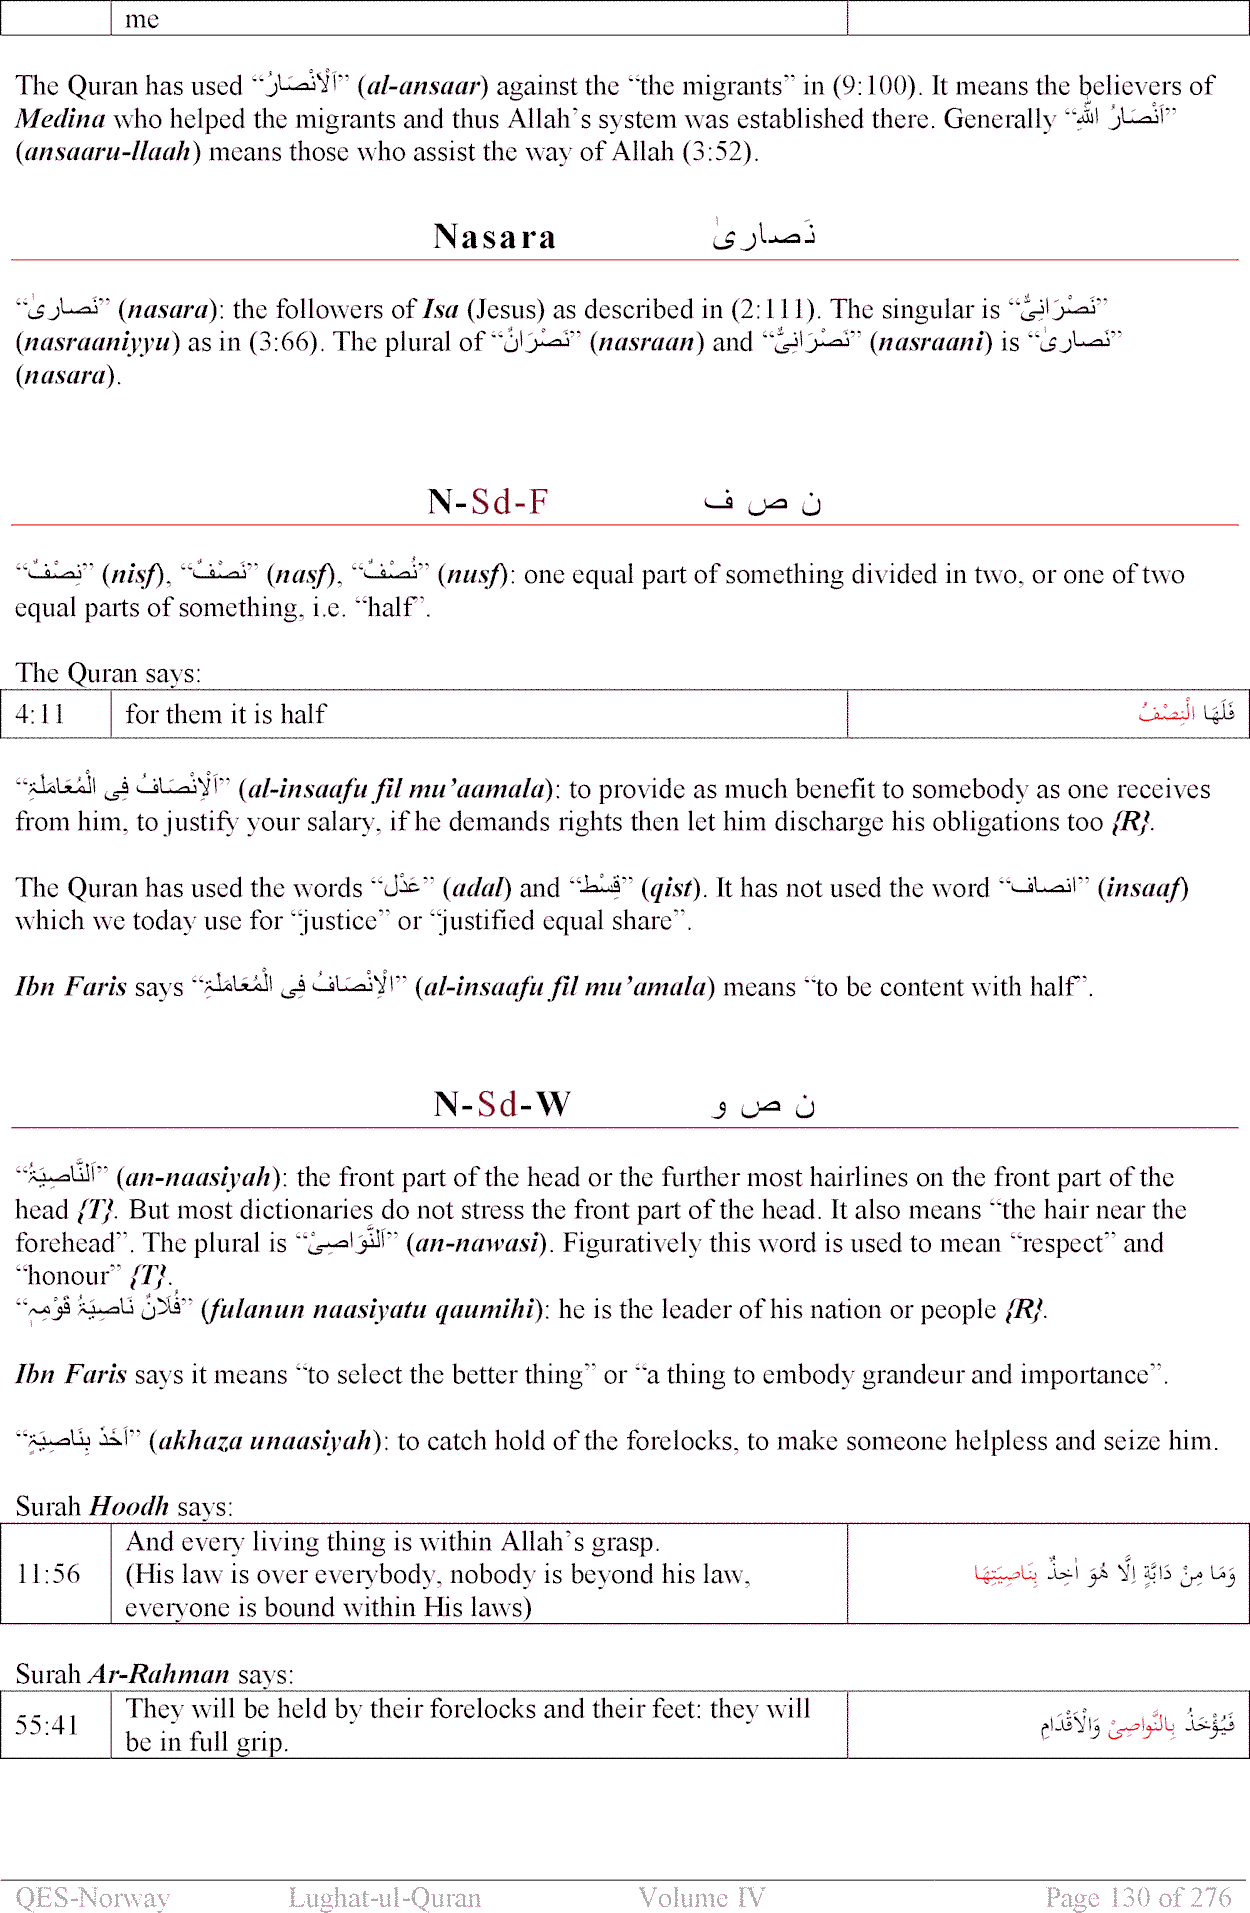 me
The Quran has used “اَلْاَنْصَارُ” (al-ansaar) against the “the migrants” in (9:100). It means the believers of
Medina who helped the migrants and thus Allah’s system was established there. Generally “اَنْصَارُ اللّٰہِ”
(ansaaru-llaah) means those who assist the way of Allah (3:52).
Nasara نَصاریٰ
“نَصاریٰ” (nasara): the followers of Isa (Jesus) as described in (2:111). The singular is “نَصْرَانِیٌّ”
(nasraaniyyu) as in (3:66). The plural of “نَصْرَانٌ” (nasraan) and “نَصْرَانِیٌّ” (nasraani) is “نَصاریٰ”
(nasara).
N-Sd-F ن ص ف
“نِصْفٌ” (nisf), “نَصْفٌ” (nasf), “نُصْفٌ” (nusf): one equal part of something divided in two, or one of two
equal parts of something, i.e. “half”.
The Quran says:
4:11 for them it is half فَلَهَا النِصْفُ
“اَلْاِنْصَافُ فِی الْمُعَامَلَۃِ” (al-insaafu fil mu’aamala): to provide as much benefit to somebody as one receives
from him, to justify your salary, if he demands rights then let him discharge his obligations too {R}.
The Quran has used the words “عَدْل” (adal) and “قِسْط” (qist). It has not used the word “انصاف” (insaaf)
which we today use for “justice” or “justified equal share”.
Ibn Faris says “الْاِنْصَافُ فِی الْمُعَامَلَۃِ” (al-insaafu fil mu’amala) means “to be content with half”.
N-Sd-W ن ص و
“اَلنَّاصِیَۃُ” (an-naasiyah): the front part of the head or the further most hairlines on the front part of the
head {T}. But most dictionaries do not stress the front part of the head. It also means “the hair near the
forehead”. The plural is “اَلنَّوَاصِیْ” (an-nawasi). Figuratively this word is used to mean “respect” and
“honour” {T}.
“فُلَانٌ نَاصِیَۃُ قَوْمِہٖ” (fulanun naasiyatu qaumihi): he is the leader of his nation or people {R}.
Ibn Faris says it means “to select the better thing” or “a thing to embody grandeur and importance”.
“اَخَذَ بِنَاصِیَۃٍ” (akhaza unaasiyah): to catch hold of the forelocks, to make someone helpless and seize him.
Surah Hoodh says:
And every living thing is within Allah’s grasp.
11:56 (His law is over everybody, nobody is beyond his law, وَمَا مِنْ دَابَّةٍ اِلَّا هُوَ اٰخِذٌ بِنَاصِیَتِهَا
everyone is bound within His laws)
Surah Ar-Rahman says:
55:41 They will be held by their forelocks and their feet: they will فَیُؤْخَذُ بِالنَّواصِیْ وَالْاَقْدَامِ
be in full grip.
QES-Norway Lughat-ul-Quran Volume IV Page 130 of 276